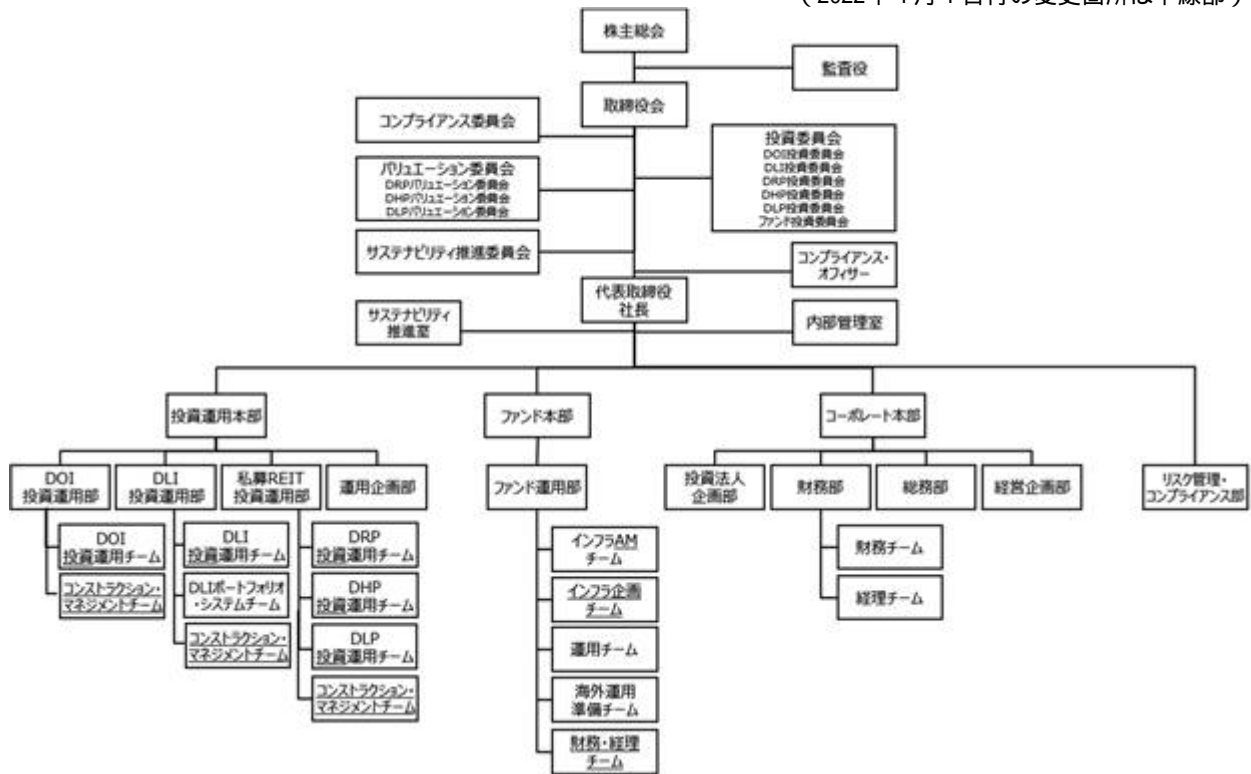 （2022年4月1日付の変更箇所は下線部）
株主総会
監査役
取締役会
コンプライアンス委員会
投資委員会
DOI投資委員会
DLI投資委員会
DRP投資委員会
DHP投資委員会
DLP投資委員会
ファンド投資委員会
バリュエーション委員会
DRPバリュエーション委員会
DHPバリュエーション委員会
DLPバリュエーション委員会
サステナビリティ推進委員会
コンプライアンス・
オフィサー
代表取締役
社長
サステナビリティ
推進室
内部管理室
投資運用本部
ファンド本部
コーポレート本部
DOI
投資運用部
DLI
投資運用部
私募REIT
投資運用部
運用企画部
ファンド運用部
投資法人
企画部
財務部
総務部
経営企画部
リスク管理・
コンプライアンス部
DOI
投資運用チーム
コンストラクション・
マネジメントチーム
DLI
投資運用チーム
DLIポートフォリオ
・システムチーム
コンストラクション・
マネジメントチーム
DRP
投資運用チーム
DHP
投資運用チーム
DLP
投資運用チーム
コンストラクション・
マネジメントチーム
インフラAM
チーム
インフラ企画
チーム
運用チーム
海外運用
準備チーム
財務・経理
チーム
財務チーム
経理チーム